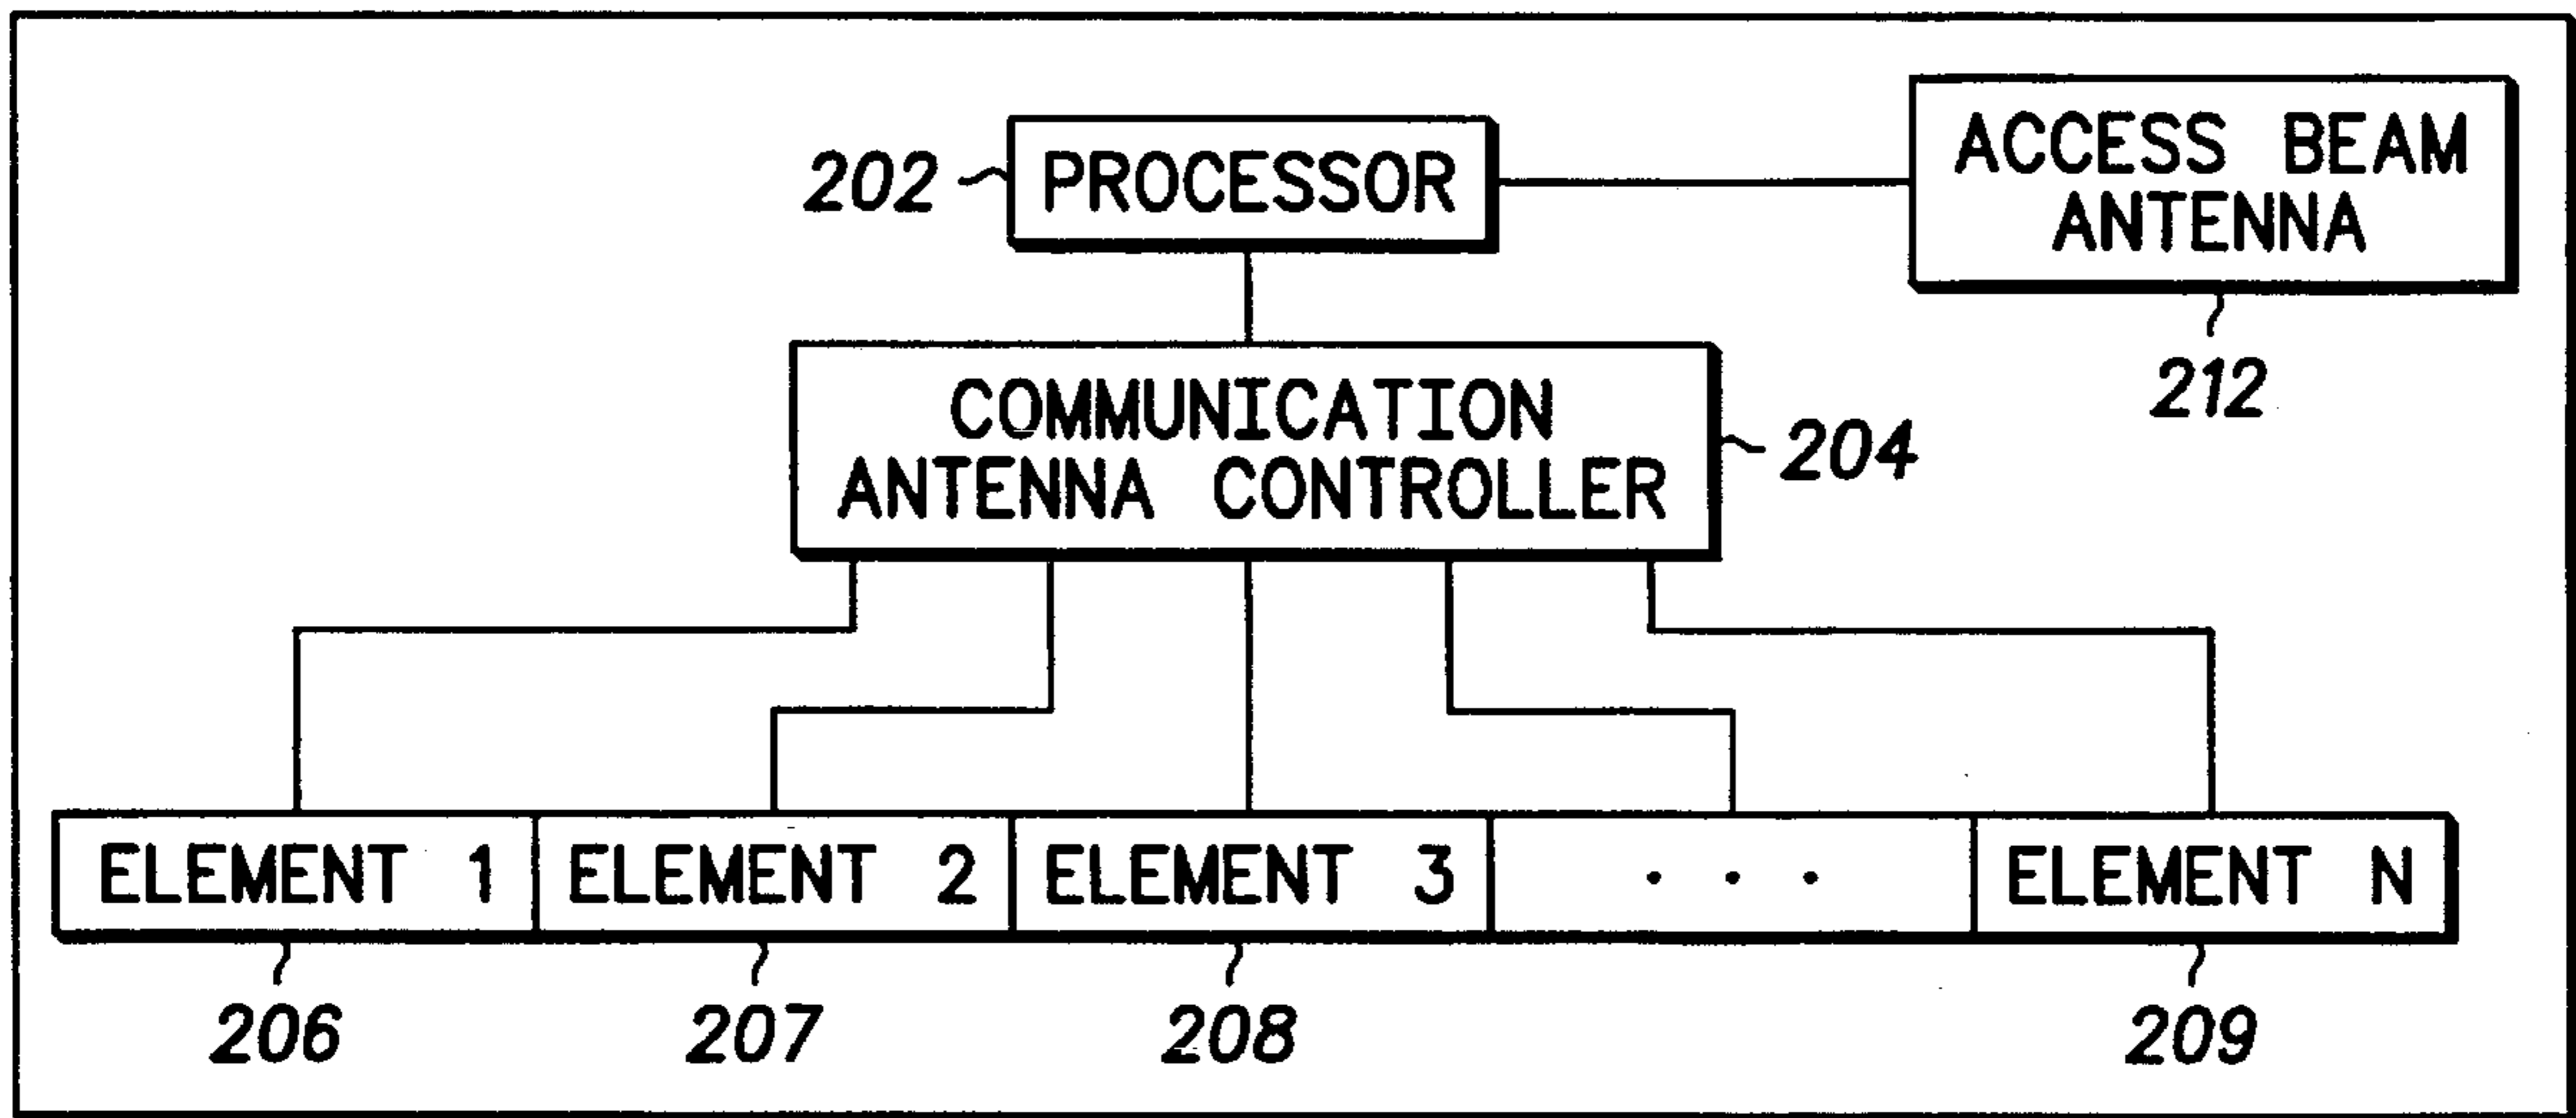 202
PROCESSOR
ACCESS BEAM
ANTENNA
212
COMMUNICATION
ANTENNA CONTROLLER
204
ELEMENT 1
ELEMENT 2
ELEMENT 3
. . .
ELEMENT N
206
207
208
209